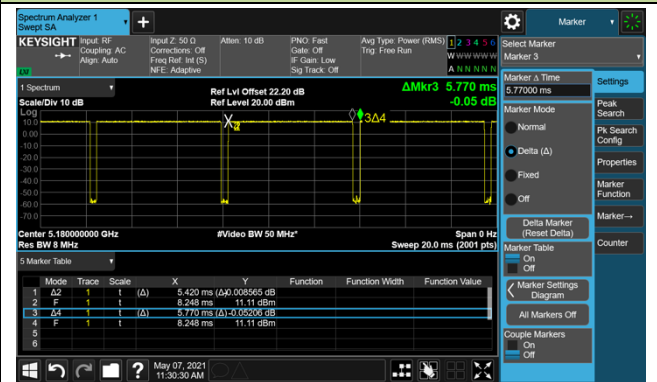 Spectrum Analyzer 1
Swept SA
Marker
KEYSIGHT
Input: RF
Coupling: AC
Align: Auto
Input Z: 50 Ω
Corrections: Off
Freq Ref: Int (S)
NFE: Adaptive
Atten: 10 dB
PNO: Fast
Gate: Off
IF Gain: Low
Sig Track: Off
Avg Type: Power (RMS)
Trig: Free Run
1 2 3 4 5 6
W W W W W W
A N N N N N
1 Spectrum
Scale/Div 10 dB
Ref Lvl Offset 22.20 dB
Ref Level 20.00 dBm
ΔMkr3 5.770 ms
-0.05 dB
Log
10.0
0.00
-10.0
-20.0
-30.0
-40.0
-50.0
-60.0
-70.0
3Δ4
Center 5.180000000 GHz
Res BW 8 MHz
#Video BW 50 MHz*
Span 0 Hz
Sweep 20.0 ms (2001 pts)
5 Marker Table
Mode Trace Scale X Y Function Function Width Function Value
1 Δ2 1 t (Δ) 5.420 ms (Δ) -0.008565 dB
2 F 1 t 8.248 ms 11.11 dBm
3 Δ4 1 t (Δ) 5.770 ms (Δ) -0.05206 dB
4 F 1 t 8.248 ms 11.11 dBm
5
6
May 07, 2021
11:30:30 AM
Select Marker
Marker 3
Marker Δ Time
5.77000 ms
Marker Mode
Normal
Delta (Δ)
Fixed
Off
Delta Marker
(Reset Delta)
Marker Table
On
Off
Marker Settings
Diagram
All Markers Off
Couple Markers
On
Off
Settings
Peak
Search
Pk Search
Config
Properties
Marker
Function
Marker→
Counter